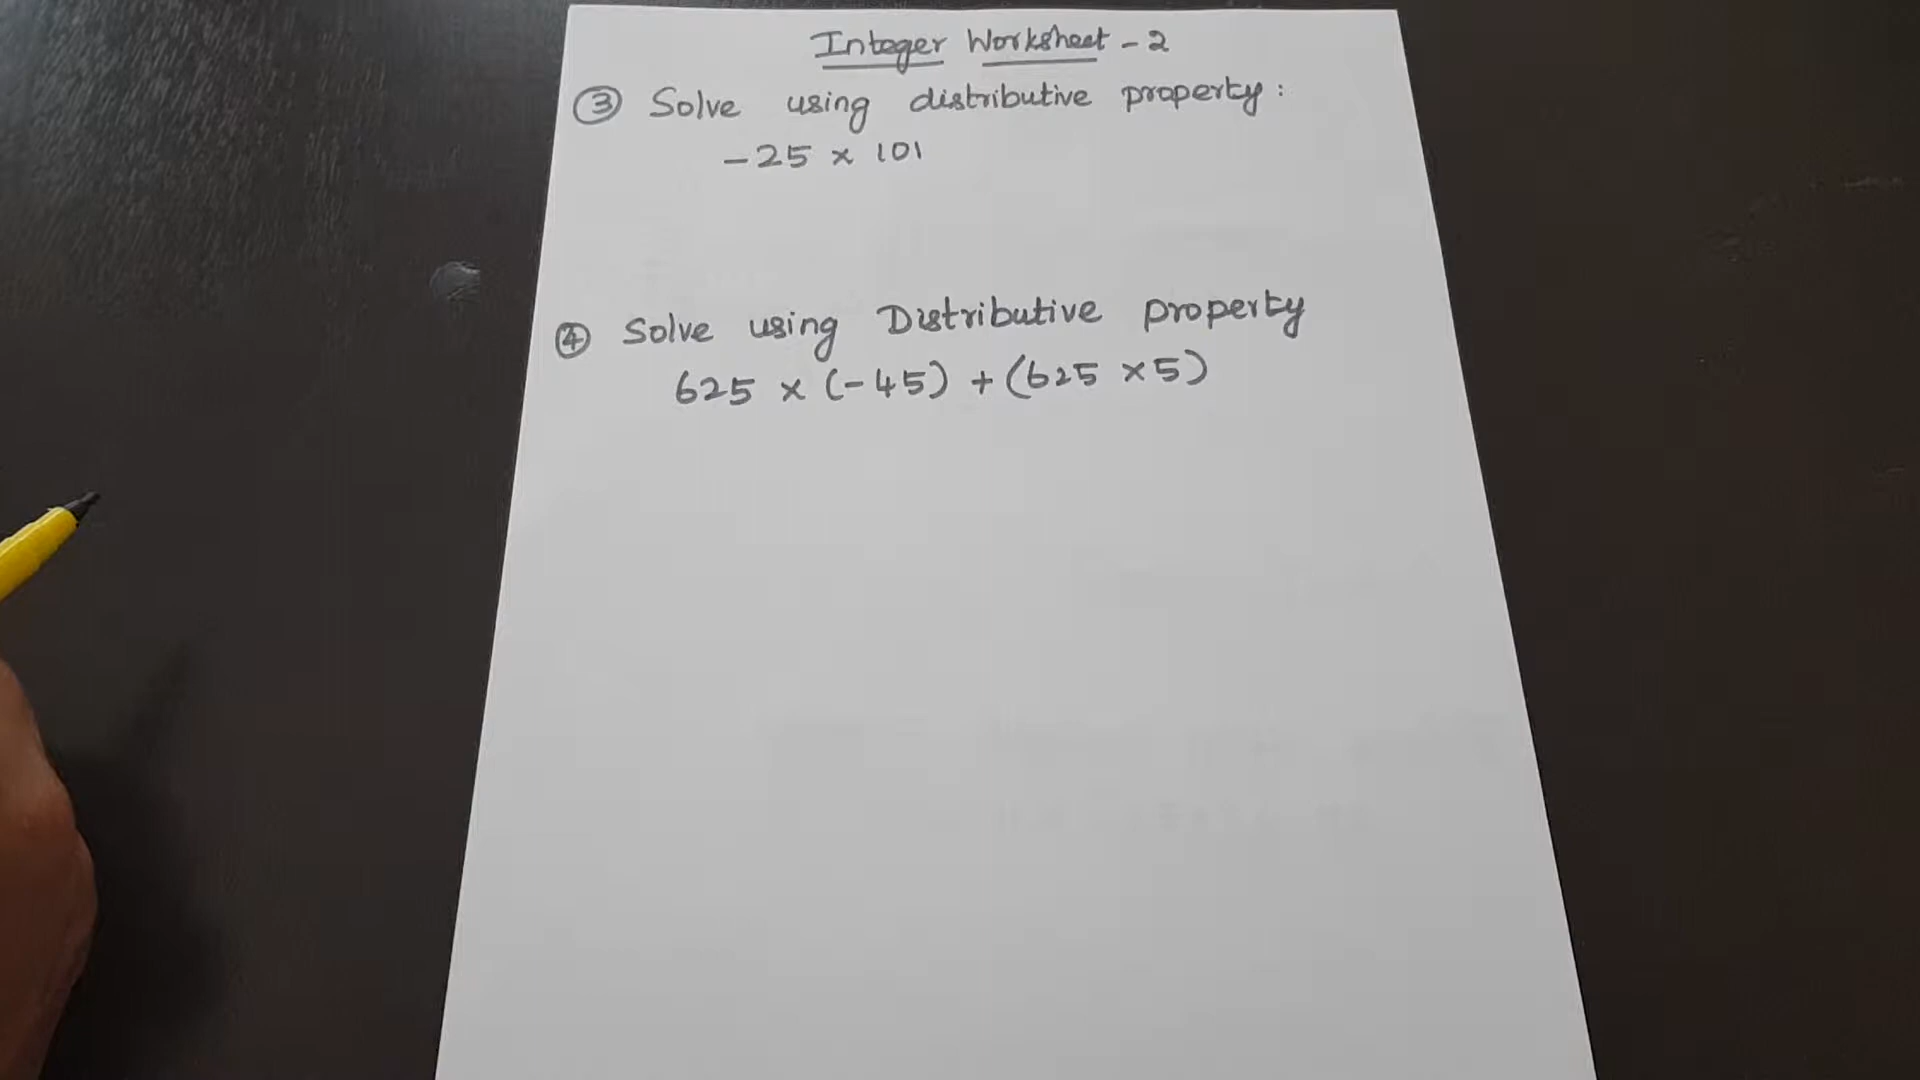 Integer Worksheet - 2
③ Solve using distributive property :
-25 × 101
④ Solve using Distributive property
625 × (-45) + (625 × 5)